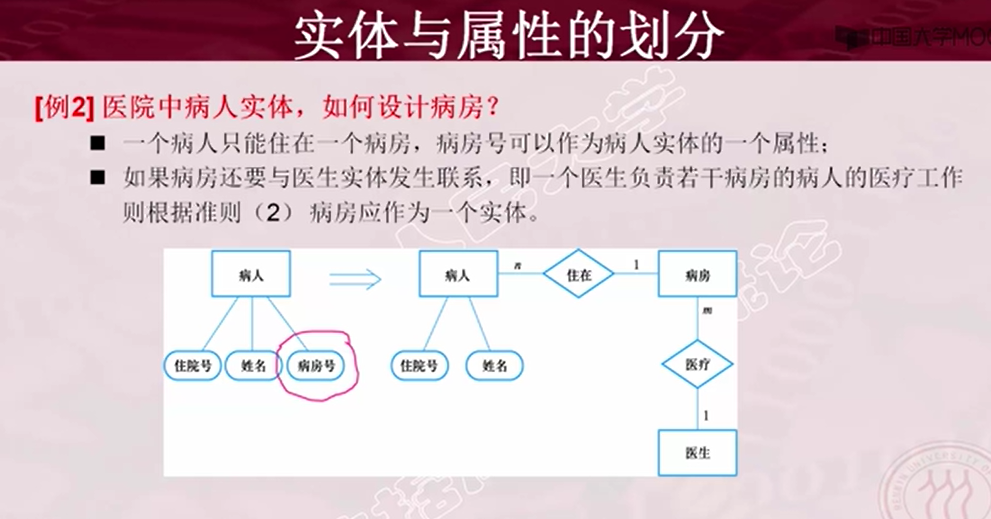 实体与属性的划分
中国大学MOO
[例2] 医院中病人实体，如何设计病房？
■ 一个病人只能住在一个病房，病房号可以作为病人实体的一个属；
■ 如果病房还要与医生实体发生联系，即一个医生负责若干病房的病人的医疗工作
则根据准则（2） 病房应作为一个实体。
病人
病人
n
住在
1
病房
住院号
姓名
病房号
住院号
姓名
m
医疗
1
医生